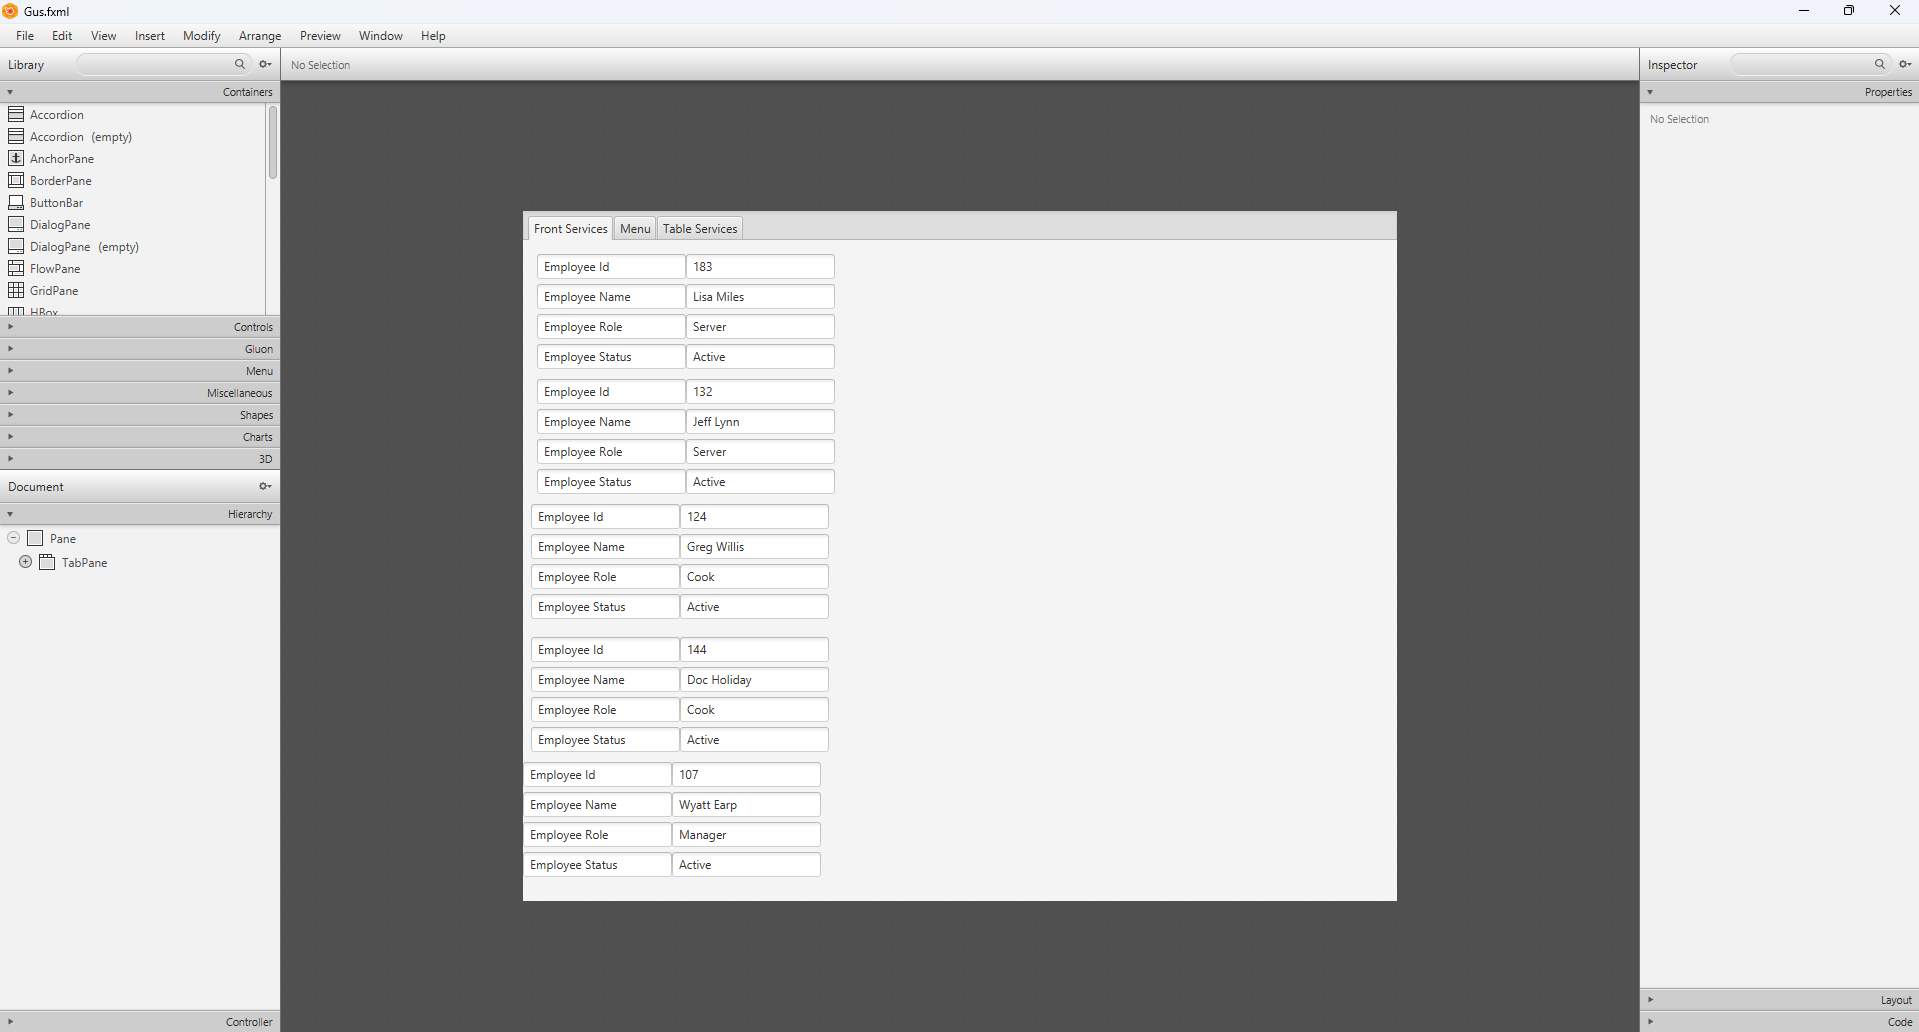 Gus.fxml
File Edit View Insert Modify Arrange Preview Window Help
Library
No Selection
Inspector
Containers
Properties
Accordion
No Selection
Accordion (empty)
AnchorPane
BorderPane
ButtonBar
DialogPane
DialogPane (empty)
FlowPane
GridPane
HBox
Controls
Gluon
Menu
Miscellaneous
Shapes
Charts
3D
Document
Hierarchy
Pane
TabPane
Controller
Front Services Menu Table Services
Employee Id 183
Employee Name Lisa Miles
Employee Role Server
Employee Status Active
Employee Id 132
Employee Name Jeff Lynn
Employee Role Server
Employee Status Active
Employee Id 124
Employee Name Greg Willis
Employee Role Cook
Employee Status Active
Employee Id 144
Employee Name Doc Holiday
Employee Role Cook
Employee Status Active
Employee Id 107
Employee Name Wyatt Earp
Employee Role Manager
Employee Status Active
Layout
Code